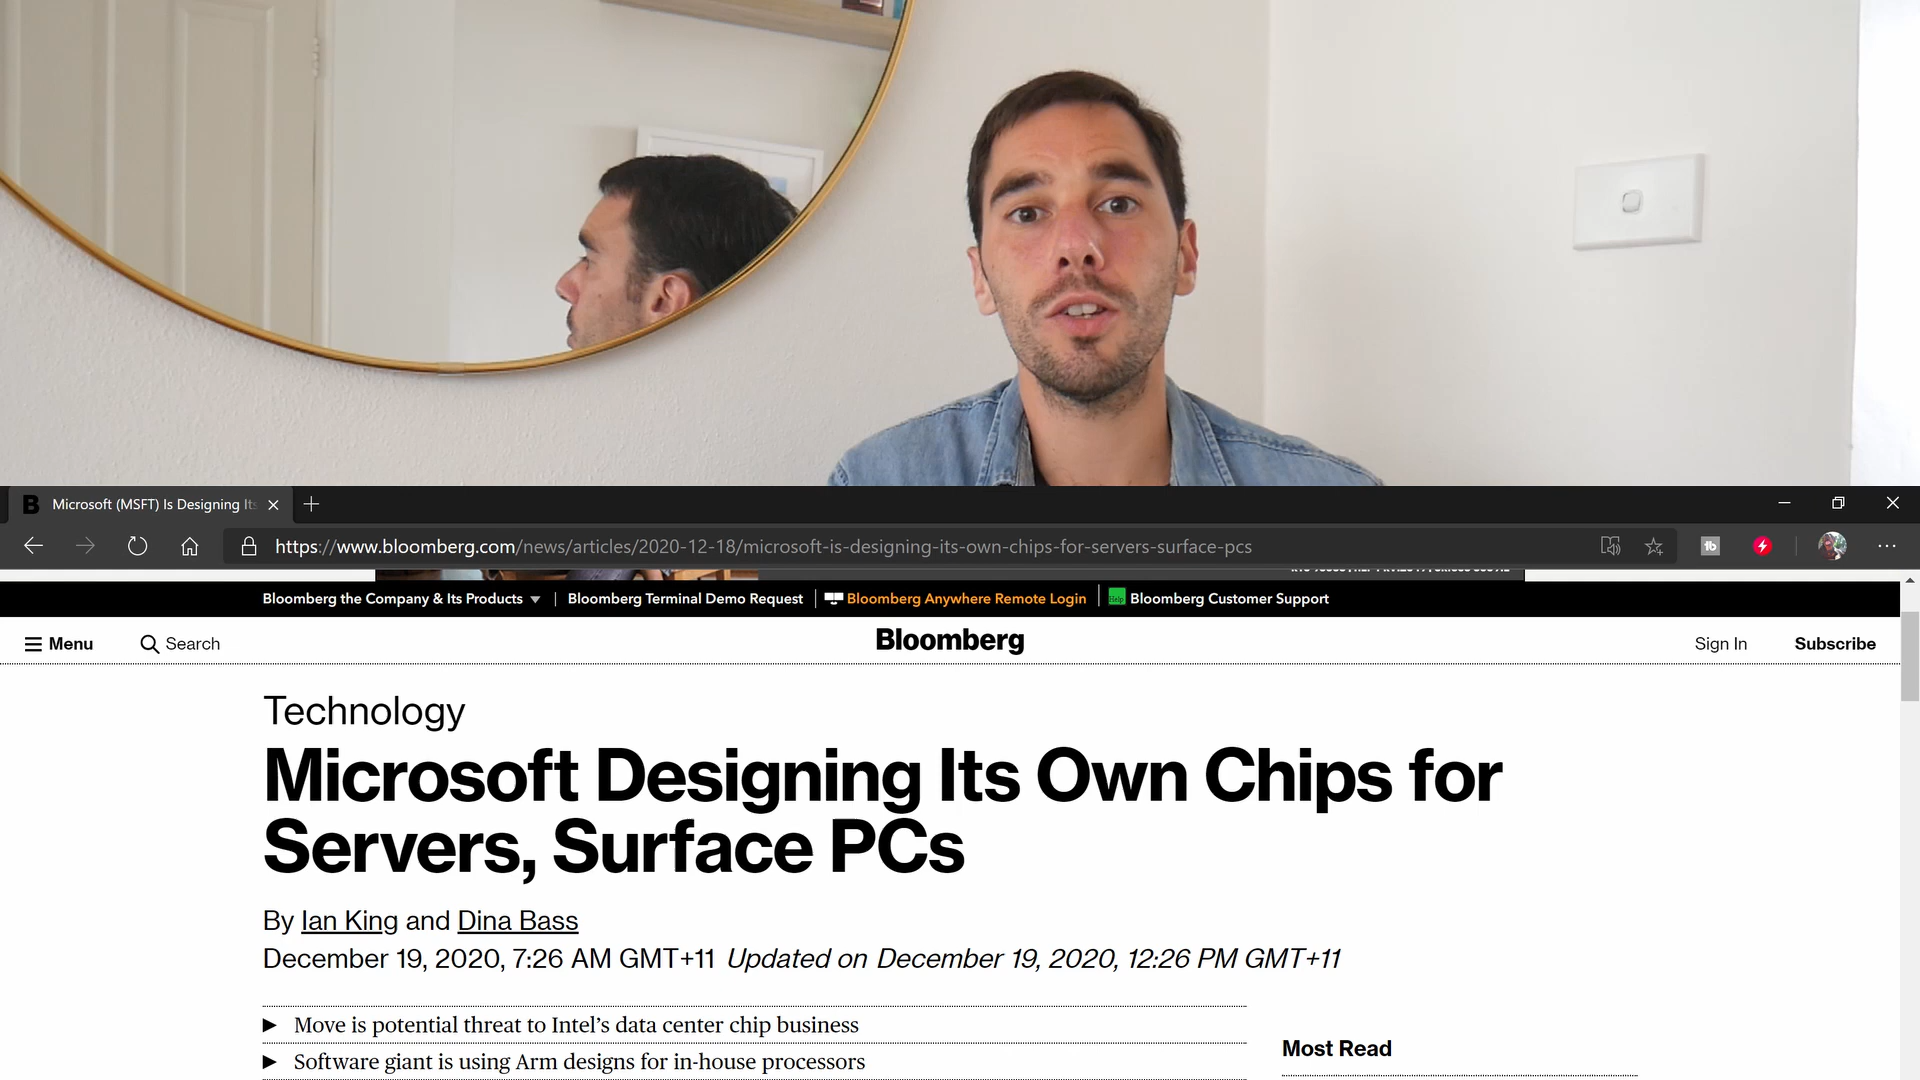 Microsoft (MSFT) Is Designing Its
https://www.bloomberg.com/news/articles/2020-12-18/microsoft-is-designing-its-own-chips-for-servers-surface-pcs
Bloomberg the Company & Its Products | Bloomberg Terminal Demo Request | Bloomberg Anywhere Remote Login | Help Bloomberg Customer Support
Menu Search Bloomberg Sign In Subscribe
Technology
Microsoft Designing Its Own Chips for
Servers, Surface PCs
By Ian King and Dina Bass
December 19, 2020, 7:26 AM GMT+11 Updated on December 19, 2020, 12:26 PM GMT+11
Move is potential threat to Intel’s data center chip business
Software giant is using Arm designs for in-house processors
Most Read